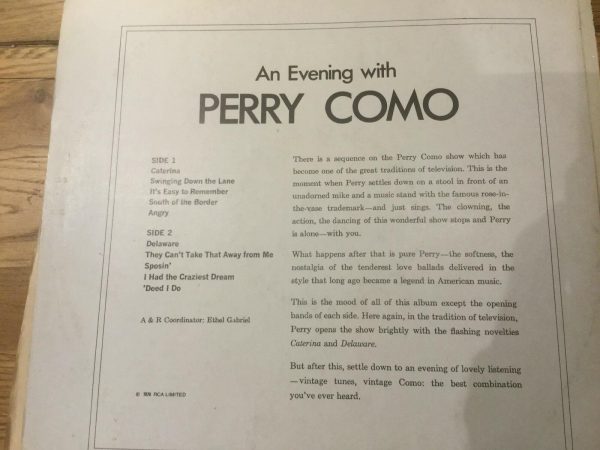 An Evening with
PERRY COMO
SIDE 1
Caterina
Swinging Down the Lane
It's Easy to Remember
South of the Border
Angry
SIDE 2
Delaware
They Can't Take That Away from Me
Sposin'
I Had the Craziest Dream
'Deed I Do
A & R Coordinator: Ethel Gabriel
© RCA LIMITED
There is a sequence on the Perry Como show which has
become one of the great traditions of television. This is the
moment when Perry settles down on a stool in front of an
unadorned mike and a music stand with the famous rose-in-
the-vase trademark—and just sings. The clowning, the
action, the dancing of this wonderful show stops and Perry
is alone—with you.
What happens after that is pure Perry—the softness, the
nostalgia of the tenderest love ballads delivered in the
style that long ago became a legend in American music.
This is the mood of all of this album except the opening
bands of each side. Here again, in the tradition of television,
Perry opens the show brightly with the flashing novelties
Caterina and Delaware.
But after this, settle down to an evening of lovely listening
—vintage tunes, vintage Como: the best combination
you've ever heard.